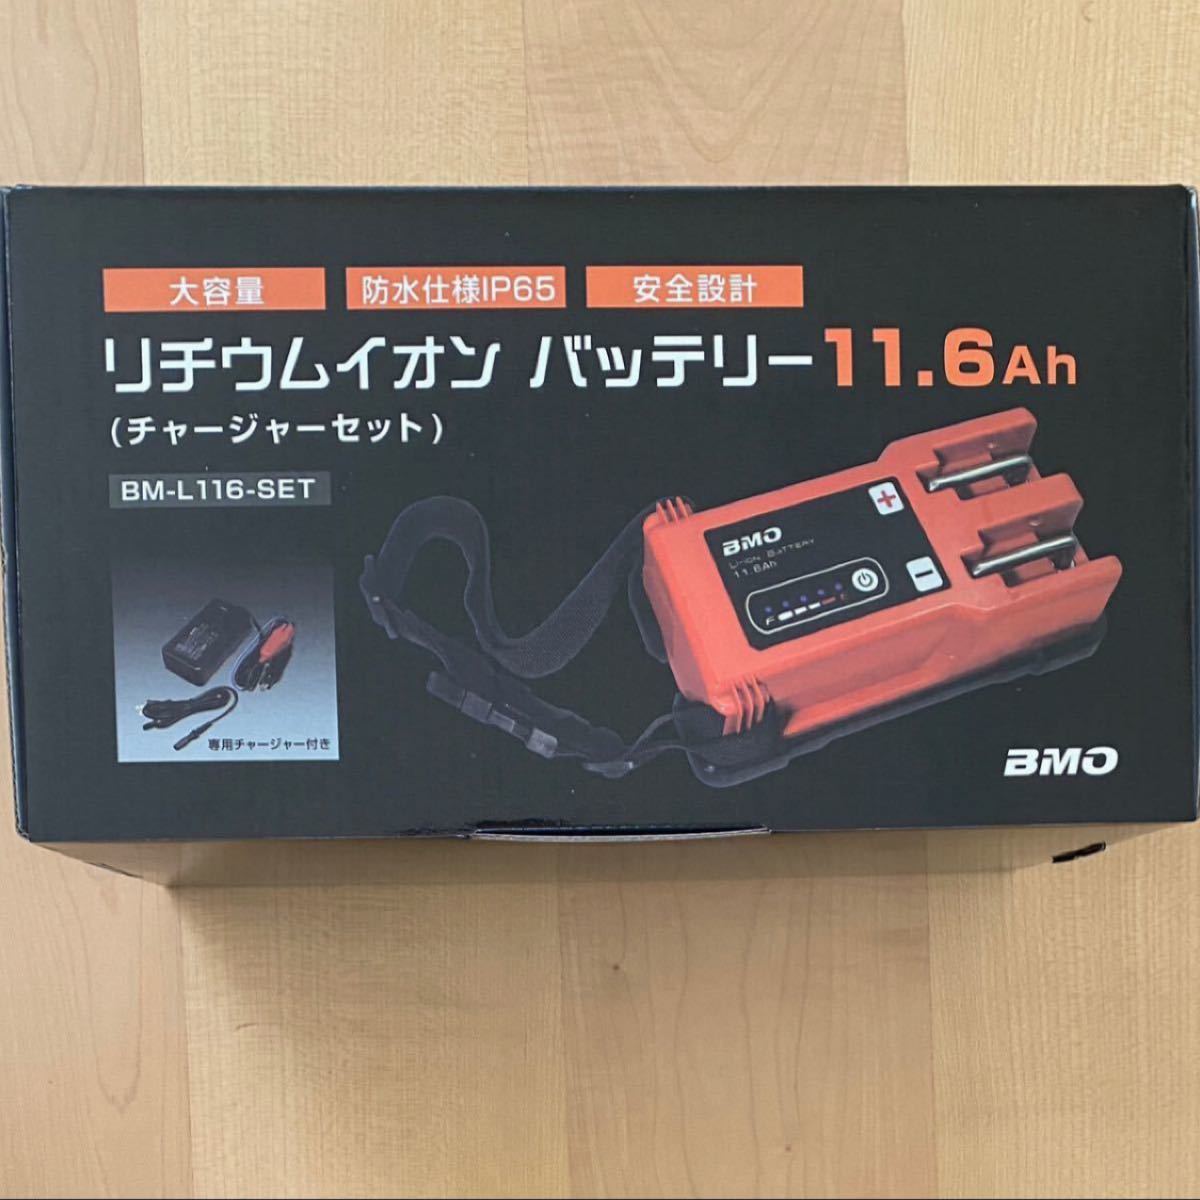 大容量
防水仕様IP65
安全設計
リチウムイオン バッテリー11.6Ah
(チャージャーセット)
BM-L116-SET
BMO
Li-ION BATTERY
11.6Ah
+
−
F
E
専用チャージャー付き
BMO